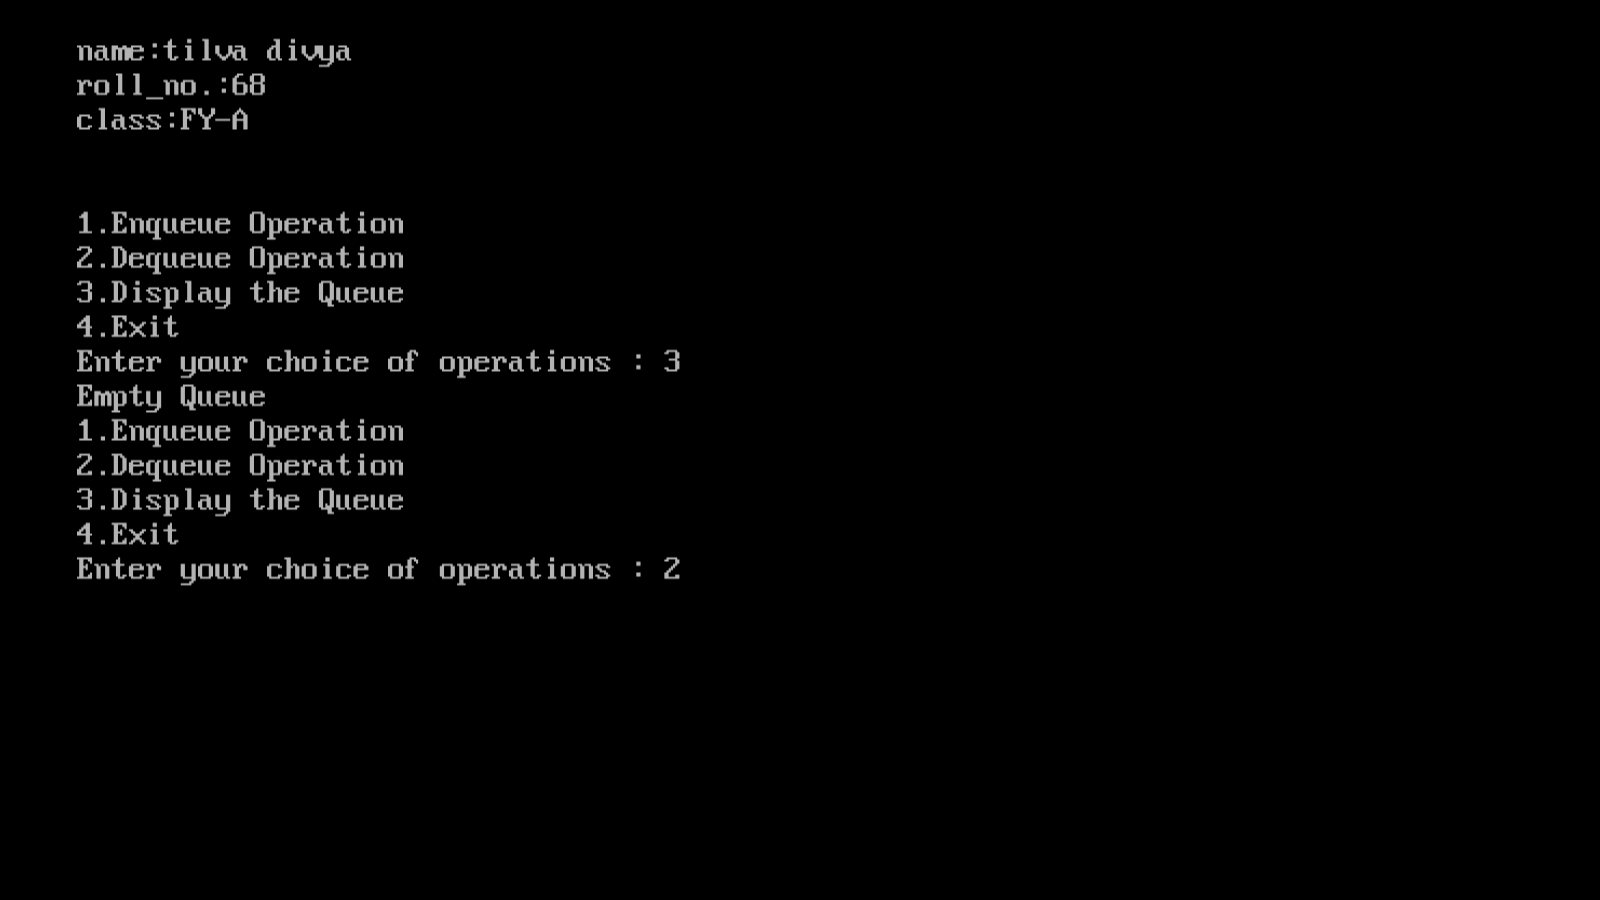 name:tilva divya
roll_no.:68
class:FY-A
1.Enqueue Operation
2.Dequeue Operation
3.Display the Queue
4.Exit
Enter your choice of operations : 3
Empty Queue
1.Enqueue Operation
2.Dequeue Operation
3.Display the Queue
4.Exit
Enter your choice of operations : 2